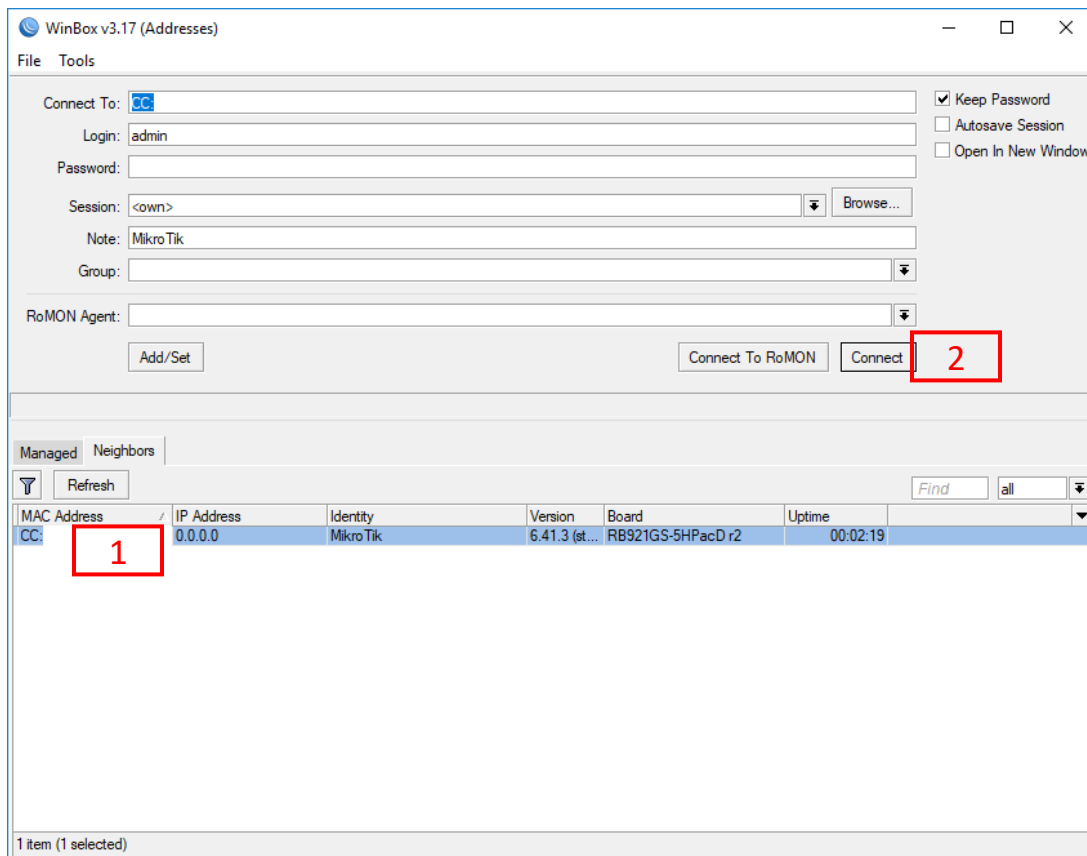 WinBox v3.17 (Addresses)
File Tools
Connect To: CC:
Keep Password
Login: admin
Autosave Session
Password:
Open In New Window
Session: <own>
Browse...
Note: MikroTik
Group:
RoMON Agent:
Add/Set
Connect To RoMON
Connect
2
Managed Neighbors
Refresh
Find
all
MAC Address IP Address Identity Version Board Uptime
CC: 0.0.0.0 MikroTik 6.41.3 (st... RB921GS-5HPacD r2 00:02:19
1
1 item (1 selected)